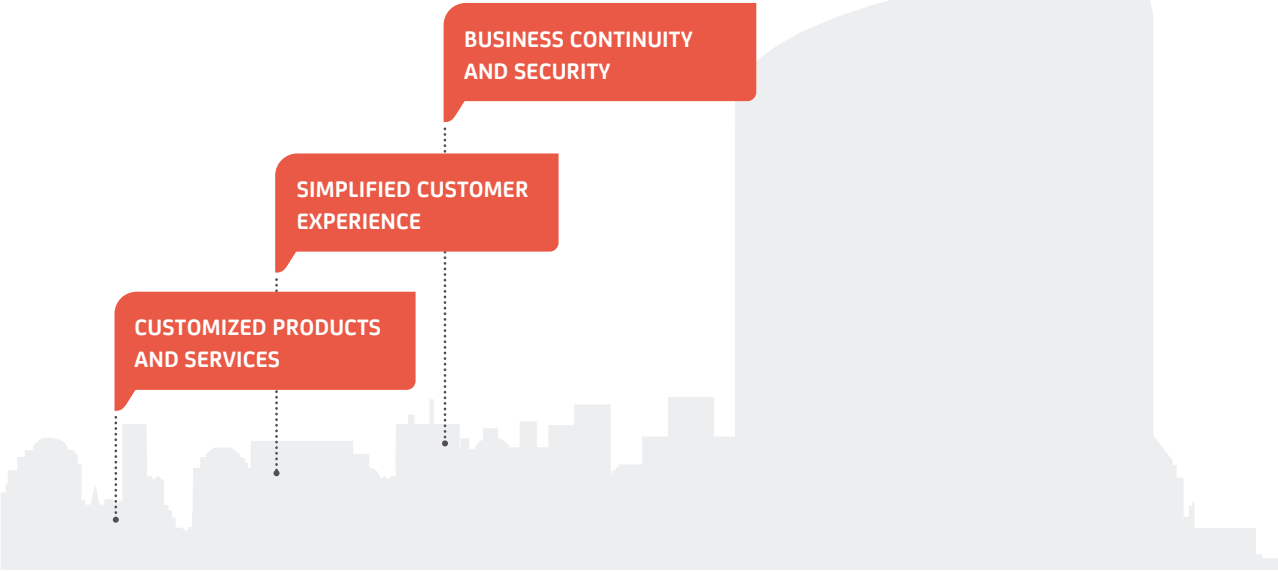 BUSINESS CONTINUITY
AND SECURITY
SIMPLIFIED CUSTOMER
EXPERIENCE
CUSTOMIZED PRODUCTS
AND SERVICES